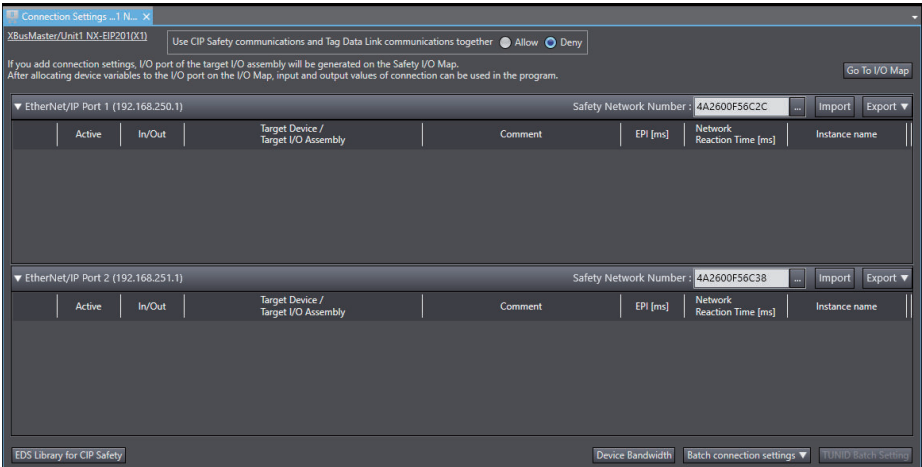 Connection Settings ...1 N... ×
XBusMaster/Unit1 NX-EIP201(X1)
Use CIP Safety communications and Tag Data Link communications together Allow Deny
If you add connection settings, I/O port of the target I/O assembly will be generated on the Safety I/O Map.
After allocating device variables to the I/O port on the I/O Map, input and output values of connection can be used in the program.
Go To I/O Map
▼ EtherNet/IP Port 1 (192.168.250.1) Safety Network Number : 4A2600F56C2C ... Import Export ▼
Active In/Out Target Device / Target I/O Assembly Comment EPI [ms] Network Reaction Time [ms] Instance name
▼ EtherNet/IP Port 2 (192.168.251.1) Safety Network Number : 4A2600F56C38 ... Import Export ▼
Active In/Out Target Device / Target I/O Assembly Comment EPI [ms] Network Reaction Time [ms] Instance name
EDS Library for CIP Safety Device Bandwidth Batch connection settings ▼ TUNID Batch Setting